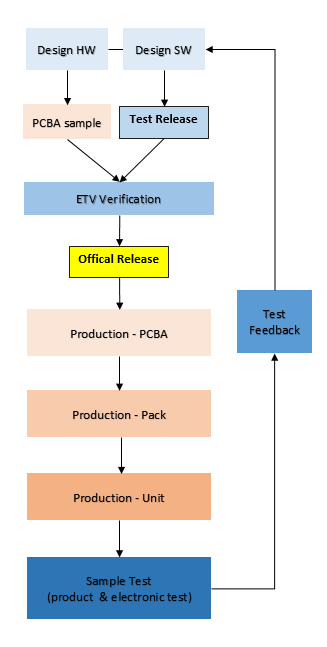 Design HW
Design SW
PCBA sample
Test Release
ETV Verification
Offical Release
Production - PCBA
Test
Feedback
Production - Pack
Production - Unit
Sample Test
(product & electronic test)